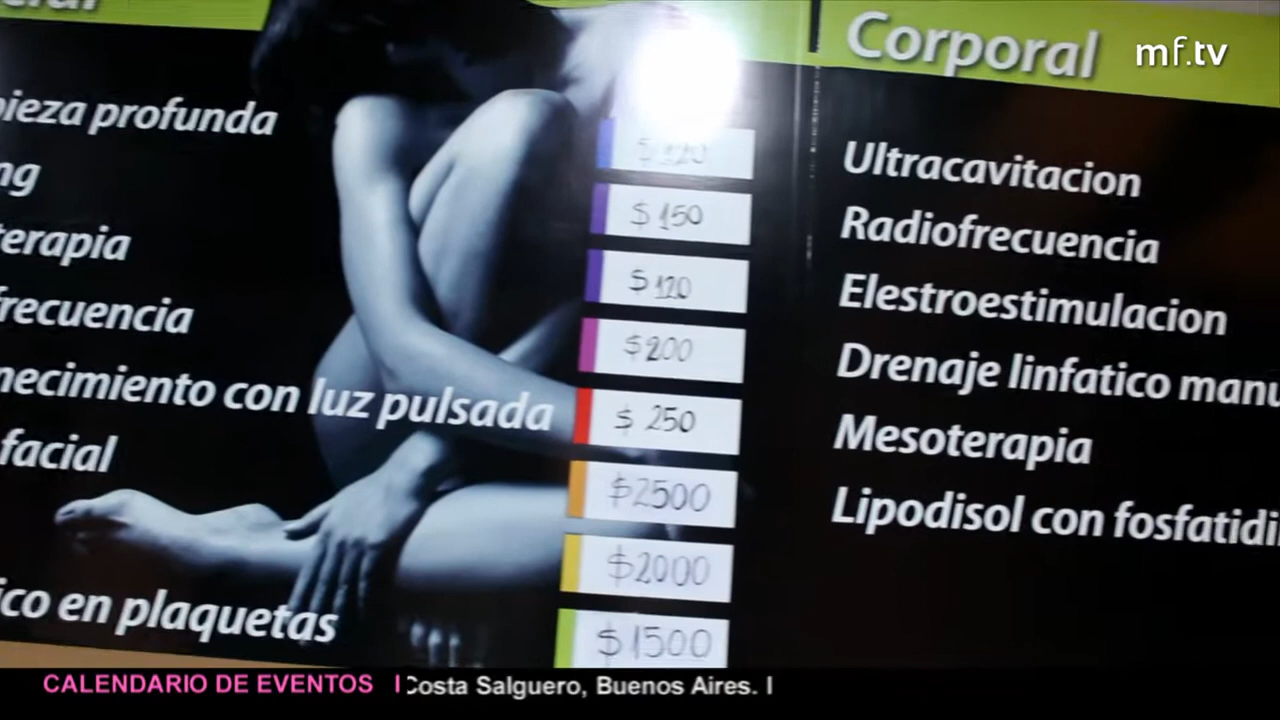 Corporal
mf.tv
pieza profunda
$ 120
ng
$ 150
terapia
$ 120
frecuencia
$ 200
necimiento con luz pulsada
$ 250
facial
$2500
$2000
ico en plaquetas
$ 1500
Ultracavitacion
Radiofrecuencia
Elestroestimulacion
Drenaje linfatico manu
Mesoterapia
Lipodisol con fosfatidi
CALENDARIO DE EVENTOS I Costa Salguero, Buenos Aires. I